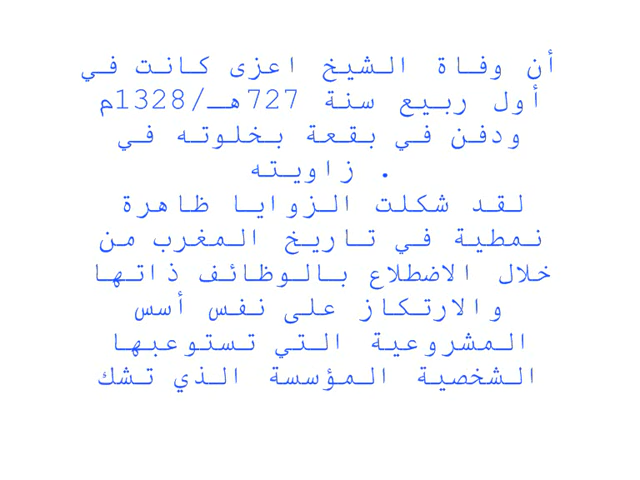 أن وفاة الشيخ اعزى كانت في
أول ربيع سنة 727هـ/1328م
ودفن في بقعة بخلوته في
زاويته .
لقد شكلت الزوايا ظاهرة
نمطية في تاريخ المغرب من
خلال الاضطلاع بالوظائف ذاتها
والارتكاز على نفس أسس
المشروعية التي تستوعبها
الشخصية المؤسسة الذي تشك